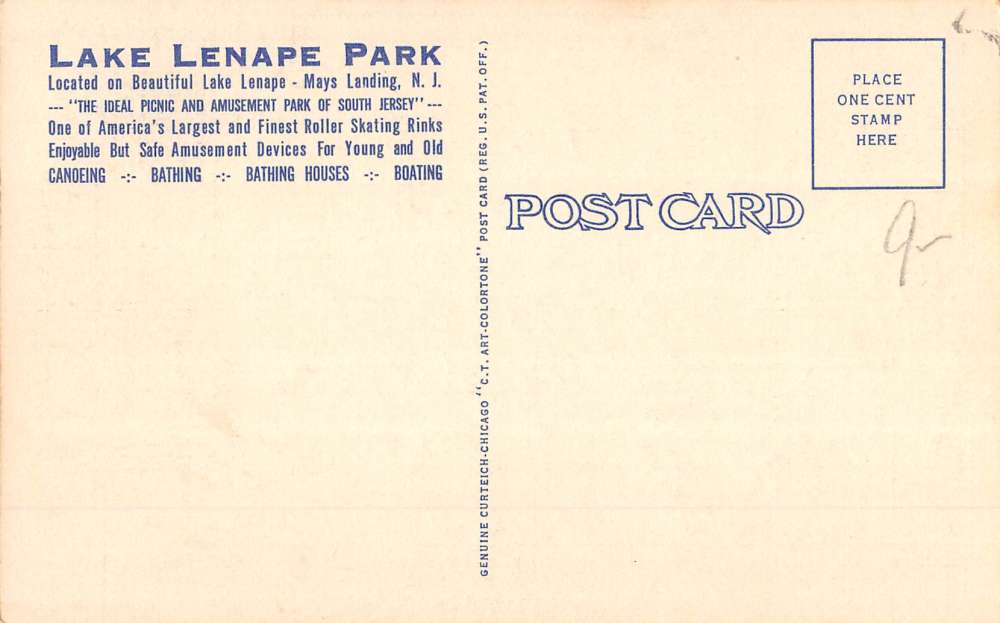 LAKE LENAPE PARK
Located on Beautiful Lake Lenape - Mays Landing, N. J.
--- "THE IDEAL PICNIC AND AMUSEMENT PARK OF SOUTH JERSEY" ---
One of America's Largest and Finest Roller Skating Rinks
Enjoyable But Safe Amusement Devices For Young and Old
CANOEING -:- BATHING -:- BATHING HOUSES -:- BOATING
GENUINE CURTEICH-CHICAGO "C.T. ART-COLORTONE" POST CARD (REG. U.S. PAT. OFF.)
POST CARD
PLACE
ONE CENT
STAMP
HERE